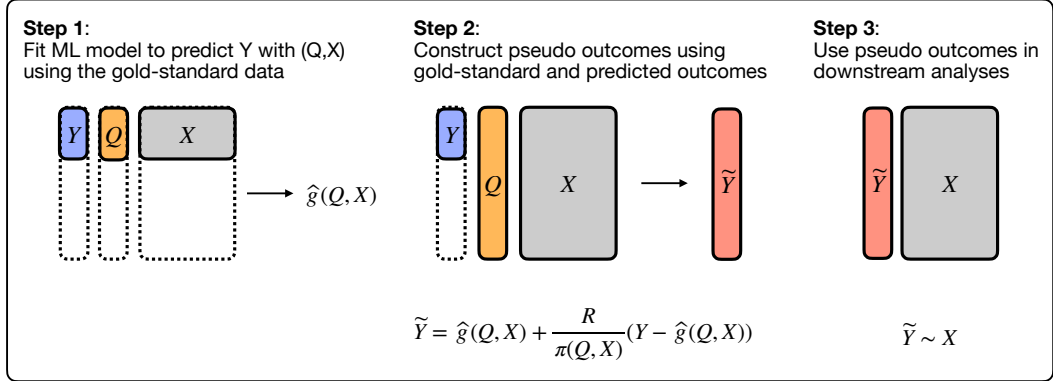 Step 1:
Fit ML model to predict Y with (Q,X)
using the gold-standard data
Y Q X
ĝ(Q, X)
Step 2:
Construct pseudo outcomes using
gold-standard and predicted outcomes
Y Q X Ỹ
Ỹ = ĝ(Q, X) + R/π(Q, X) (Y − ĝ(Q, X))
Step 3:
Use pseudo outcomes in
downstream analyses
Ỹ X
Ỹ ∼ X